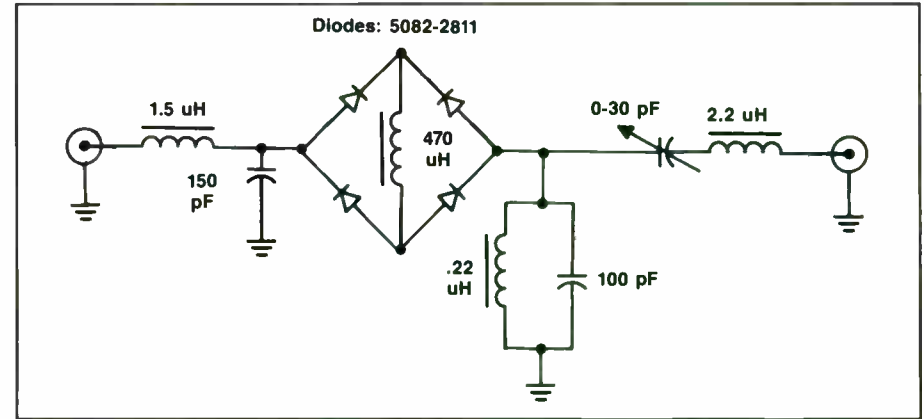 Diodes: 5082-2811
1.5 uH
150
pF
470
uH
0-30 pF
2.2 uH
.22
uH
100 pF